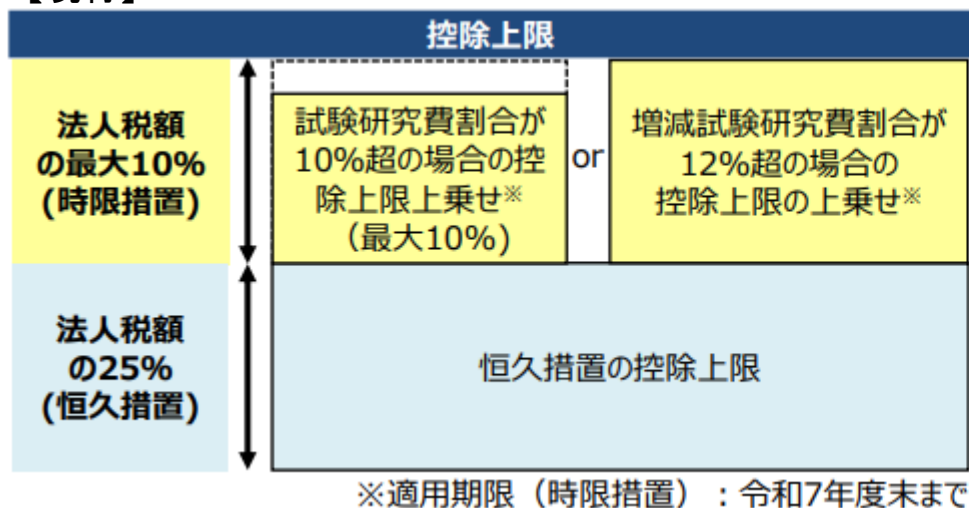 控除上限
法人税額
の最大10%
(時限措置)
試験研究費割合が
10%超の場合の控
除上限上乗せ※
（最大10%）
or
増減試験研究費割合が
12%超の場合の
控除上限の上乗せ※
法人税額
の25%
(恒久措置)
恒久措置の控除上限
※適用期限（時限措置）：令和7年度末まで